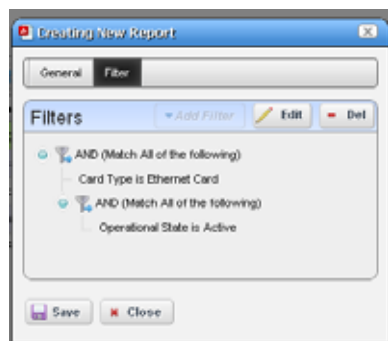 Creating New Report
General Filter
Filters Add Filter Edit Del
AND (Match All of the following)
Card Type is Ethernet Card
AND (Match All of the following)
Operational State is Active
Save Close